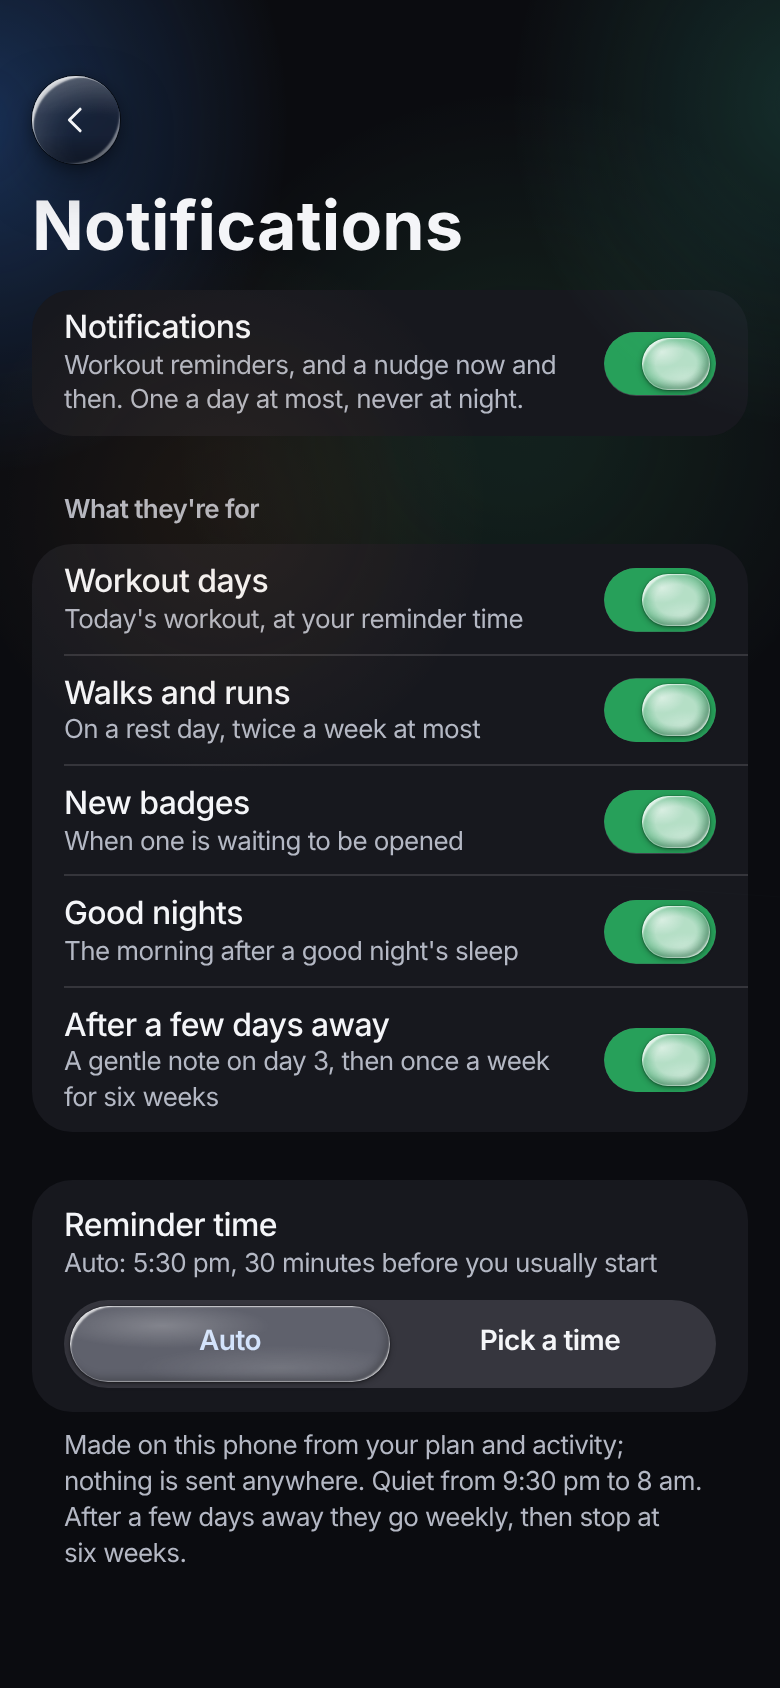 Notifications
Notifications
Workout reminders, and a nudge now and
then. One a day at most, never at night.
What they're for
Workout days
Today's workout, at your reminder time
Walks and runs
On a rest day, twice a week at most
New badges
When one is waiting to be opened
Good nights
The morning after a good night's sleep
After a few days away
A gentle note on day 3, then once a week
for six weeks
Reminder time
Auto: 5:30 pm, 30 minutes before you usually start
Auto
Pick a time
Made on this phone from your plan and activity;
nothing is sent anywhere. Quiet from 9:30 pm to 8 am.
After a few days away they go weekly, then stop at
six weeks.